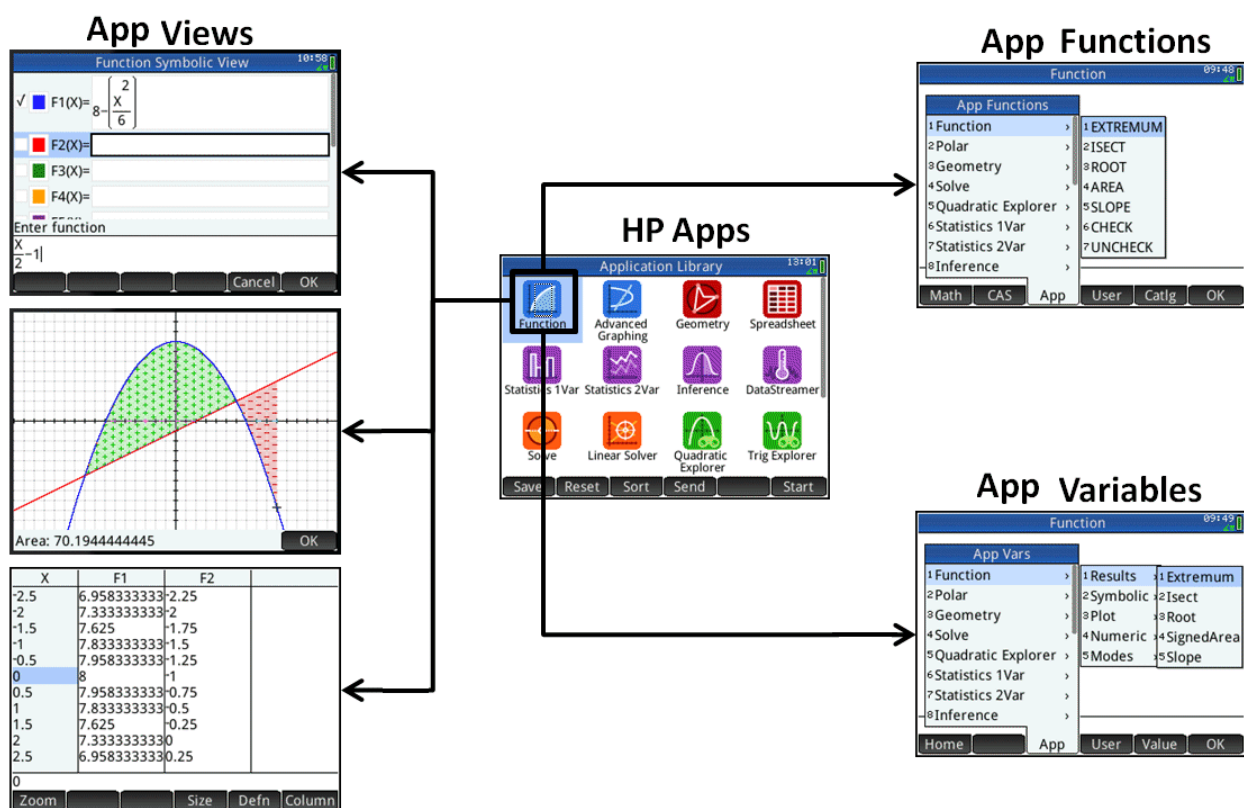 App Views
Function Symbolic View 10:58
√ F1(X)= 8-(X²/6)
F2(X)=
F3(X)=
F4(X)=
Enter function
X/2-1
Cancel OK
Area: 70.1944444445 OK
X F1 F2
-2.5 6.958333333 -2.25
-2 7.333333333 -2
-1.5 7.625 -1.75
-1 7.833333333 -1.5
-0.5 7.958333333 -1.25
0 8 -1
0.5 7.958333333 -0.75
1 7.833333333 -0.5
1.5 7.625 -0.25
2 7.333333333 0
2.5 6.958333333 0.25
0
Zoom Size Defn Column
HP Apps
Application Library 13:01
Function Advanced Graphing Geometry Spreadsheet
Statistics 1Var Statistics 2Var Inference DataStreamer
Solve Linear Solver Quadratic Explorer Trig Explorer
Save Reset Sort Send Start
App Functions
Function 09:48
App Functions
1 Function › 1 EXTREMUM
2 Polar › 2 ISECT
3 Geometry › 3 ROOT
4 Solve › 4 AREA
5 Quadratic Explorer › 5 SLOPE
6 Statistics 1Var › 6 CHECK
7 Statistics 2Var › 7 UNCHECK
8 Inference ›
Math CAS App User Catlg OK
App Variables
Function 09:49
App Vars
1 Function › 1 Results › 1 Extremum
2 Polar › 2 Symbolic › 2 Isect
3 Geometry › 3 Plot › 3 Root
4 Solve › 4 Numeric › 4 SignedArea
5 Quadratic Explorer › 5 Modes › 5 Slope
6 Statistics 1Var ›
7 Statistics 2Var ›
8 Inference ›
Home App User Value OK